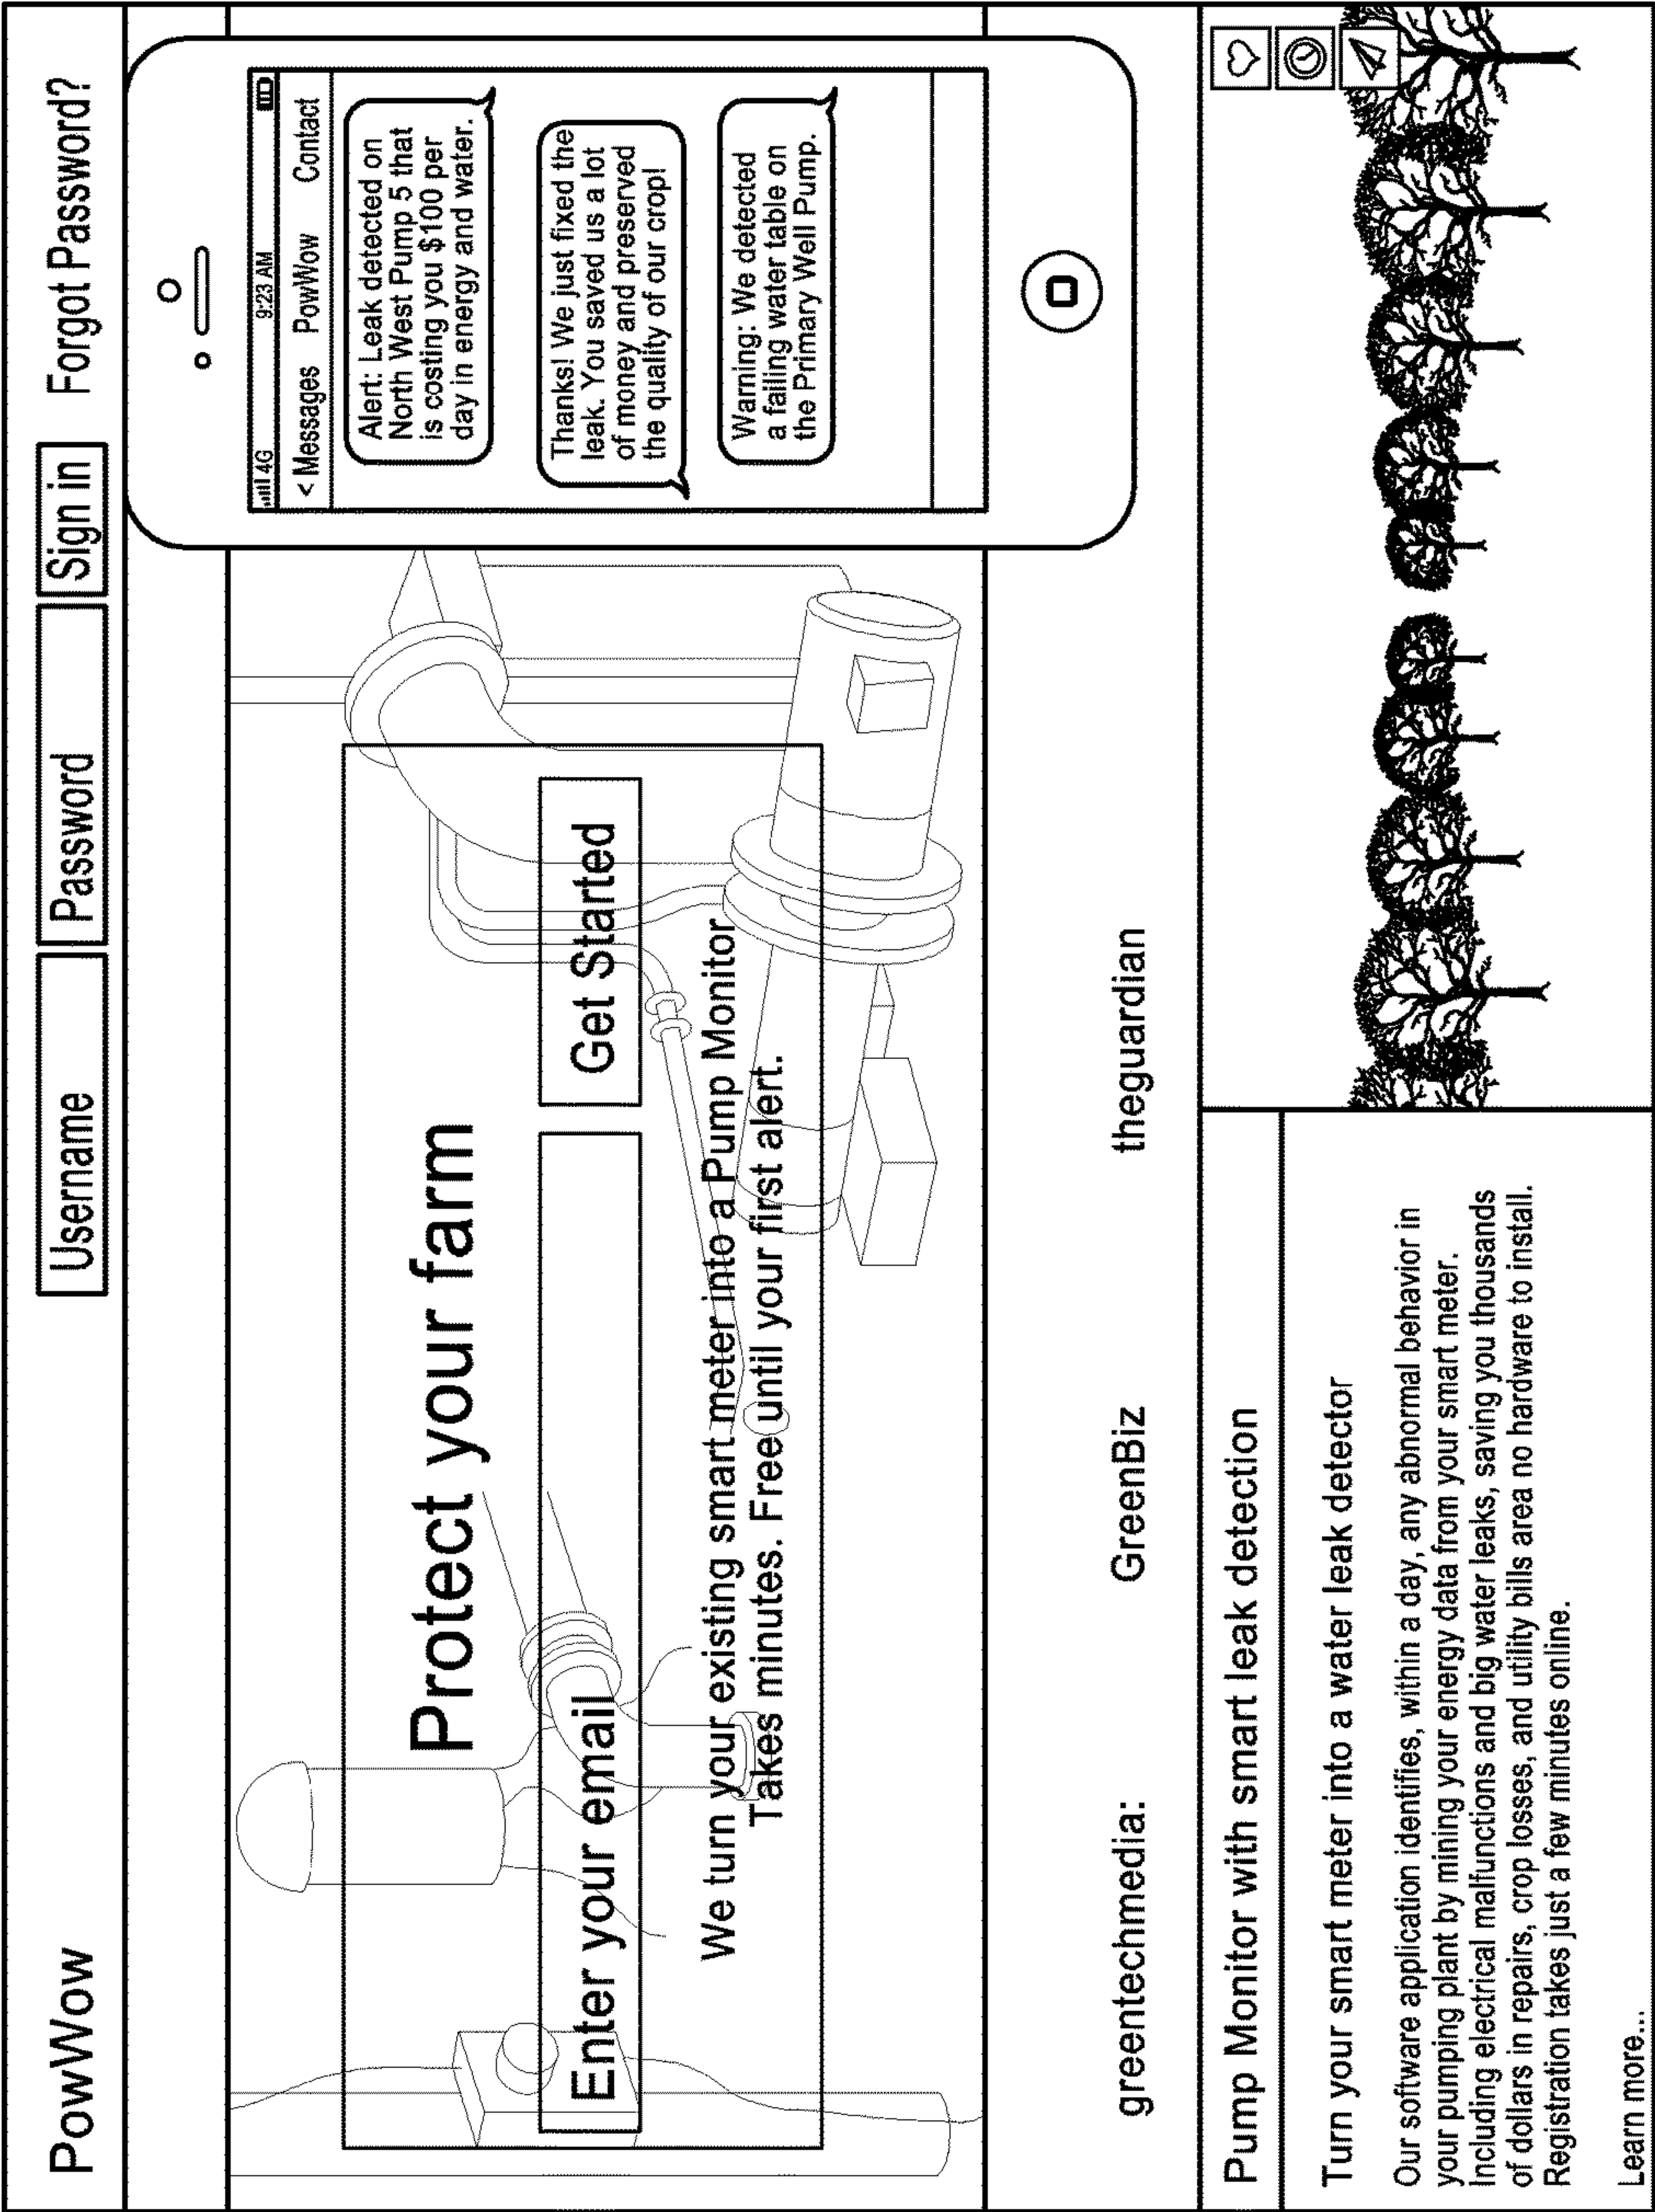 PowWow
Username
Password
Sign in
Forgot Password?
4G 9:23 AM
< Messages PowWow Contact
Alert: Leak detected on
North West Pump 5 that
is costing you $100 per
day in energy and water.
Thanks! We just fixed the
leak. You saved us a lot
of money and preserved
the quality of our crop!
Warning: We detected
a failing water table on
the Primary Well Pump.
Protect your farm
Enter your email
Get Started
We turn your existing smart meter into a Pump Monitor.
Takes minutes. Free until your first alert.
greentechmedia:
GreenBiz
theguardian
Pump Monitor with smart leak detection
Turn your smart meter into a water leak detector
Our software application identifies, within a day, any abnormal behavior in
your pumping plant by mining your energy data from your smart meter.
Including electrical malfunctions and big water leaks, saving you thousands
of dollars in repairs, crop losses, and utility bills area no hardware to install.
Registration takes just a few minutes online.
Learn more...